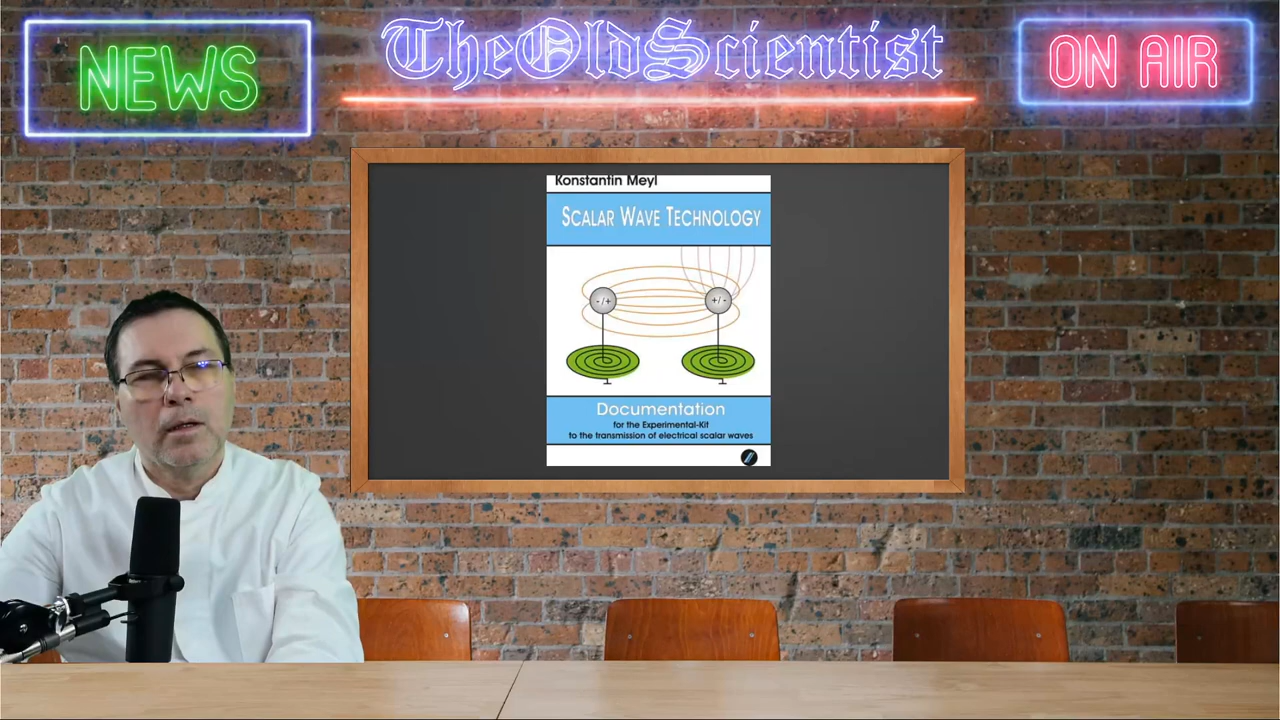 NEWS
TheOldScientist
ON AIR
Konstantin Meyl
SCALAR WAVE TECHNOLOGY
- /+
+/ -
Documentation
for the Experimental-Kit
to the transmission of electrical scalar waves